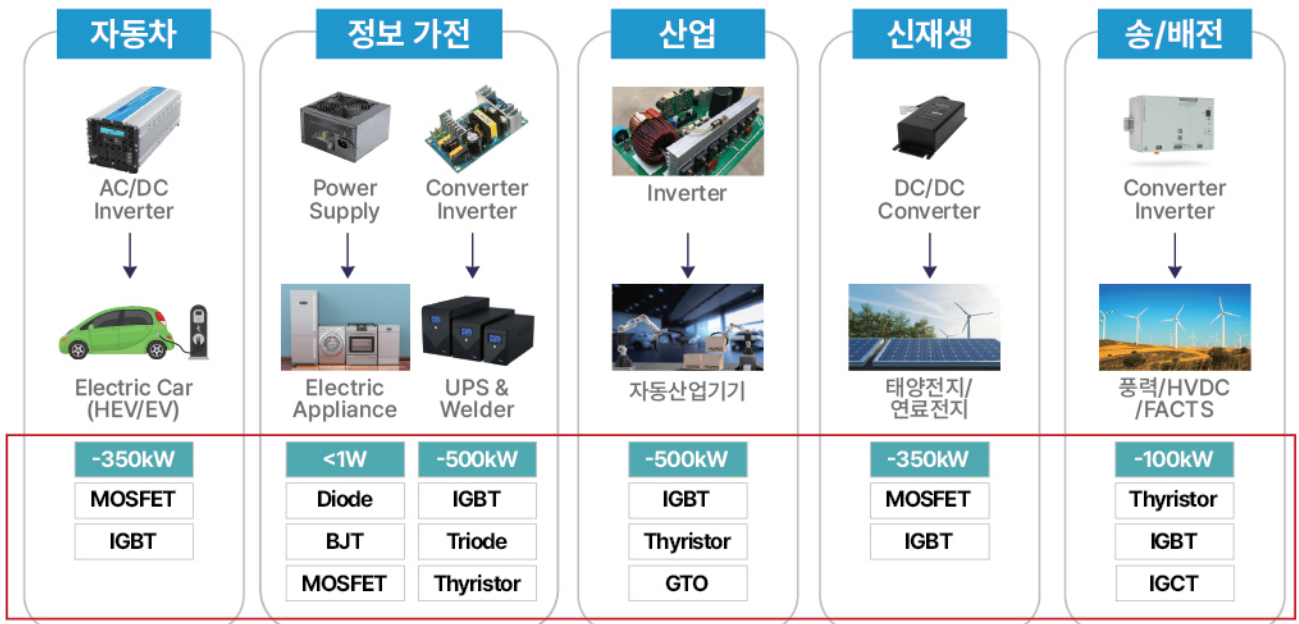 자동차
AC/DC
Inverter
Electric Car
(HEV/EV)
-350kW
MOSFET
IGBT
정보 가전
Power
Supply
Electric
Appliance
<1W
Diode
BJT
MOSFET
Converter
Inverter
UPS &
Welder
-500kW
IGBT
Triode
Thyristor
산업
Inverter
자동산업기기
-500kW
IGBT
Thyristor
GTO
신재생
DC/DC
Converter
태양전지/
연료전지
-350kW
MOSFET
IGBT
송/배전
Converter
Inverter
풍력/HVDC
/FACTS
-100kW
Thyristor
IGBT
IGCT